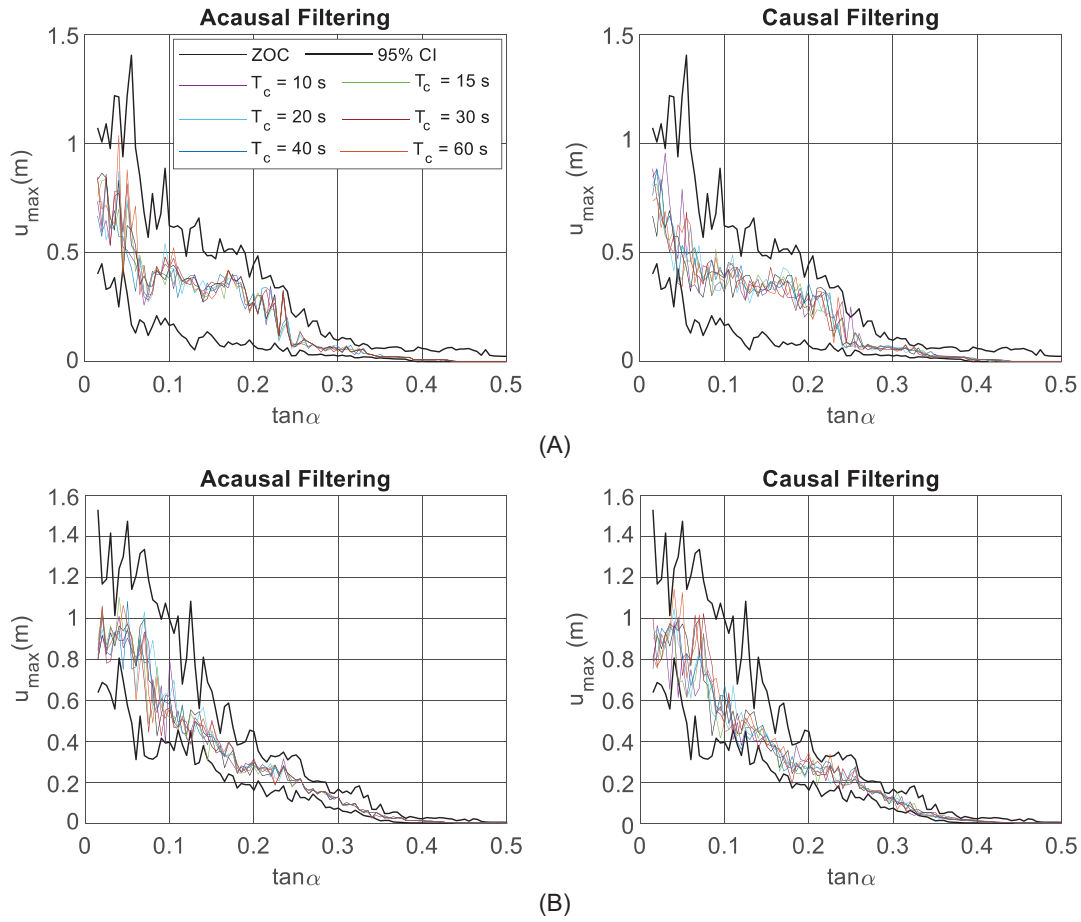 Acausal Filtering
1.5
1
0.5
0
u_max (m)
ZOC 95% CI
T_c = 10 s T_c = 15 s
T_c = 20 s T_c = 30 s
T_c = 40 s T_c = 60 s
0 0.1 0.2 0.3 0.4 0.5
tanα
Causal Filtering
1.5
1
0.5
0
u_max (m)
0 0.1 0.2 0.3 0.4 0.5
tanα
(A)
Acausal Filtering
1.6
1.4
1.2
1
0.8
0.6
0.4
0.2
0
u_max (m)
0 0.1 0.2 0.3 0.4 0.5
tanα
Causal Filtering
1.6
1.4
1.2
1
0.8
0.6
0.4
0.2
0
u_max (m)
0 0.1 0.2 0.3 0.4 0.5
tanα
(B)